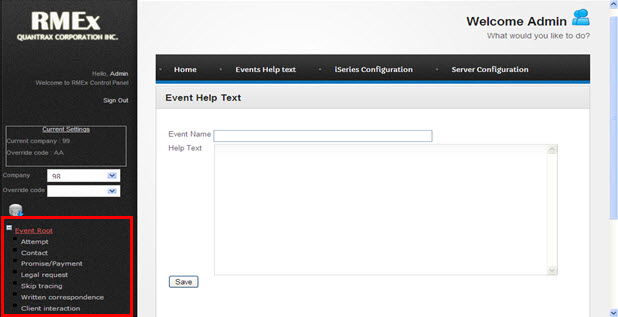 RMEx
QUANTRAX CORPORATION INC.
Welcome Admin
What would you like to do?
Hello, Admin
Welcome to RMEx Control Panel
Sign Out
Home
Events Help text
iSeries Configuration
Server Configuration
Event Help Text
Current Settings
Current company : 99
Override code : AA
Company
98
Override code
Event Name
Help Text
Save
Event Root
Attempt
Contact
Promise/Payment
Legal request
Skip tracing
Written correspondence
Client interaction